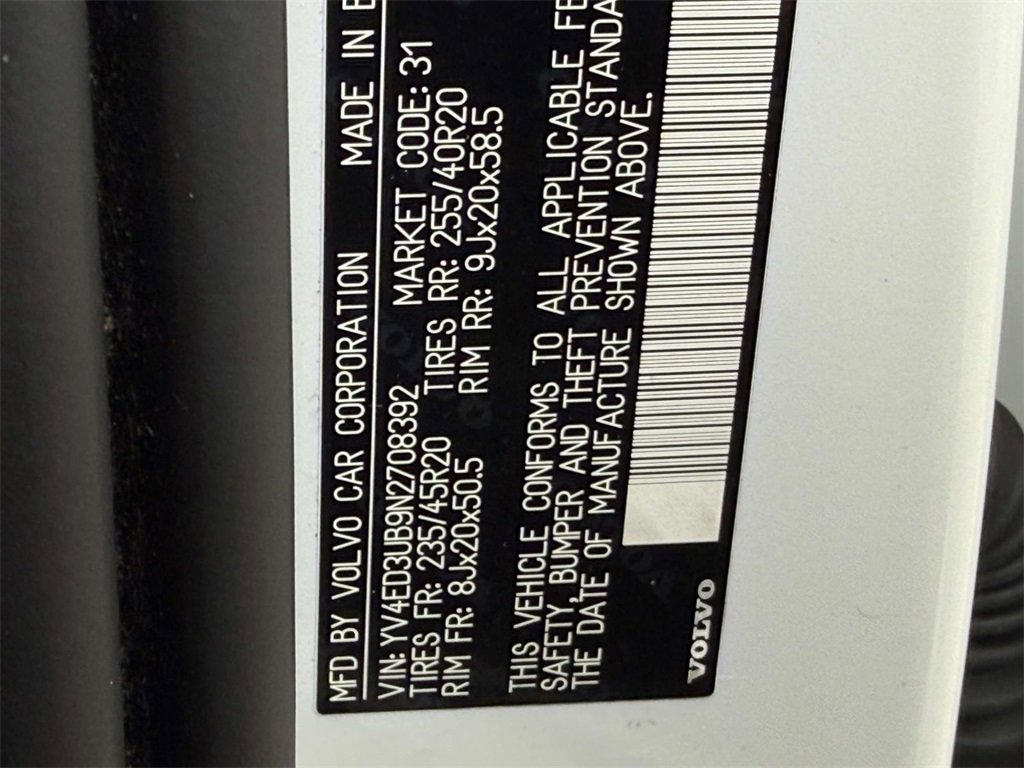 MFD BY VOLVO CAR CORPORATION MADE IN
VIN: YV4ED3UB9N2708392 MARKET CODE: 31
TIRES FR: 235/45R20 TIRES RR: 255/40R20
RIM FR: 8Jx20x50.5 RIM RR: 9Jx20x58.5
THIS VEHICLE CONFORMS TO ALL APPLICABLE FE
SAFETY, BUMPER AND THEFT PREVENTION STANDA
THE DATE OF MANUFACTURE SHOWN ABOVE.
VOLVO